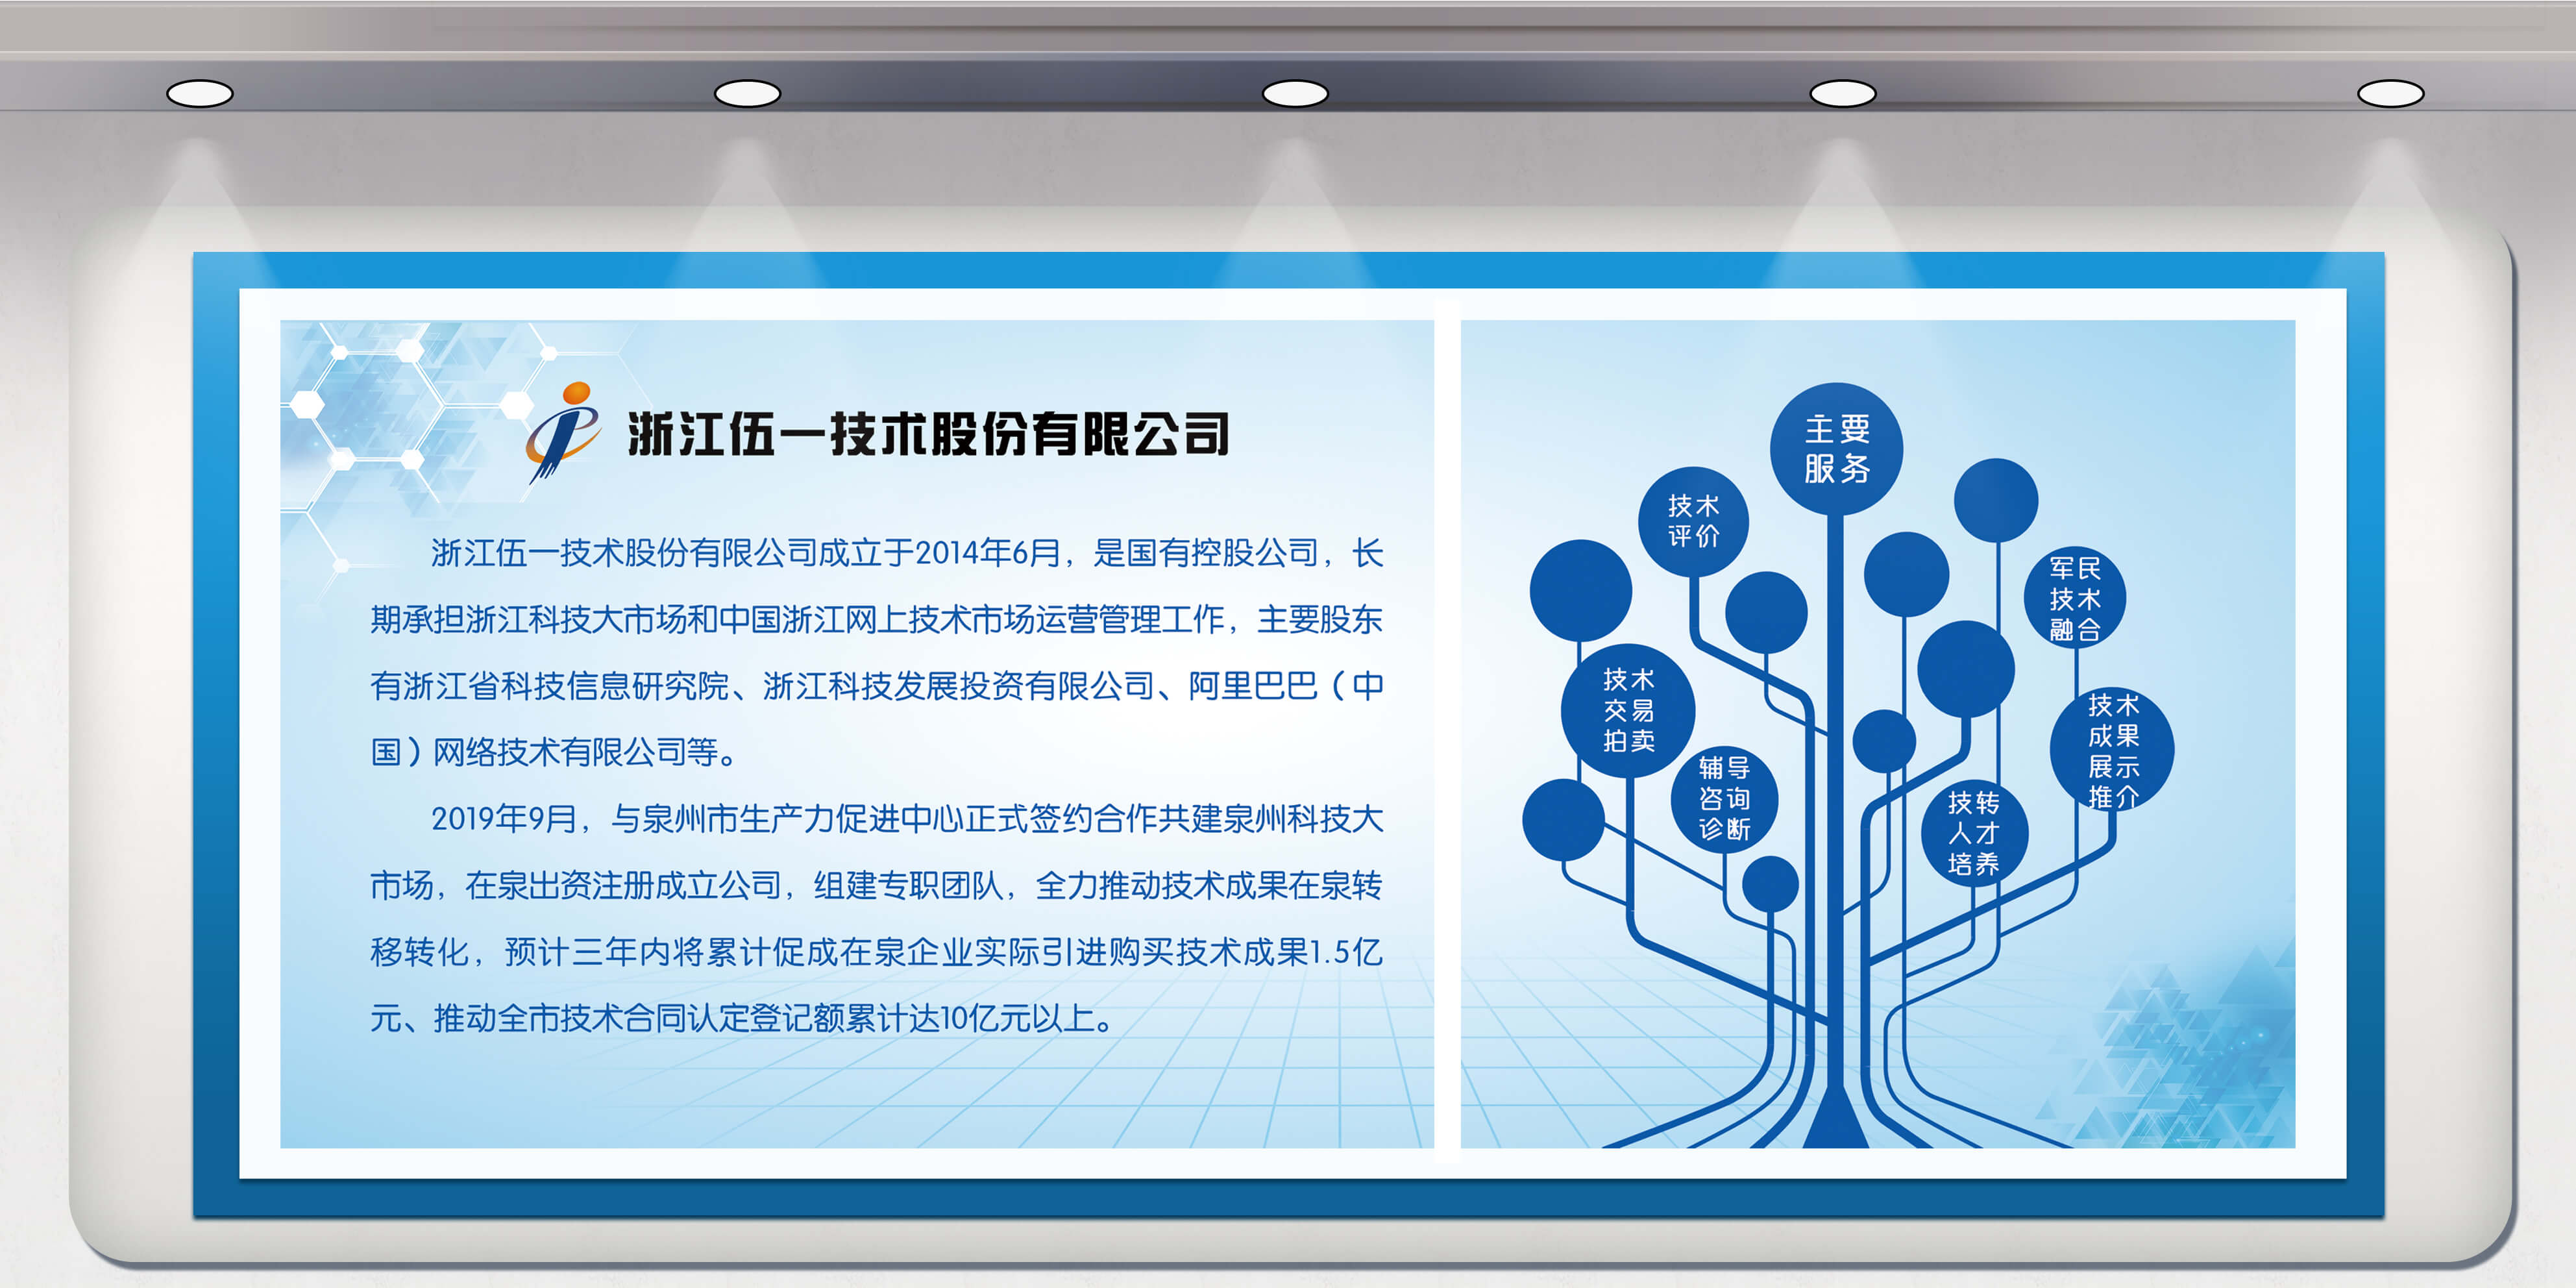 浙江伍一技术股份有限公司
浙江伍一技术股份有限公司成立于2014年6月，是国有控股公司，长
期承担浙江科技大市场和中国浙江网上技术市场运营管理工作，主要股东
有浙江省科技信息研究院、浙江科技发展投资有限公司、阿里巴巴（中
国）网络技术有限公司等。
2019年9月，与泉州市生产力促进中心正式签约合作共建泉州科技大
市场，在泉出资注册成立公司，组建专职团队，全力推动技术成果在泉转
移转化，预计三年内将累计促成在泉企业实际引进购买技术成果1.5亿
元、推动全市技术合同认定登记额累计达10亿元以上。
主要
服务
技术
评价
技术
交易
拍卖
辅导
咨询
诊断
军民
技术
融合
技术
成果
展示
推介
技转
人才
培养